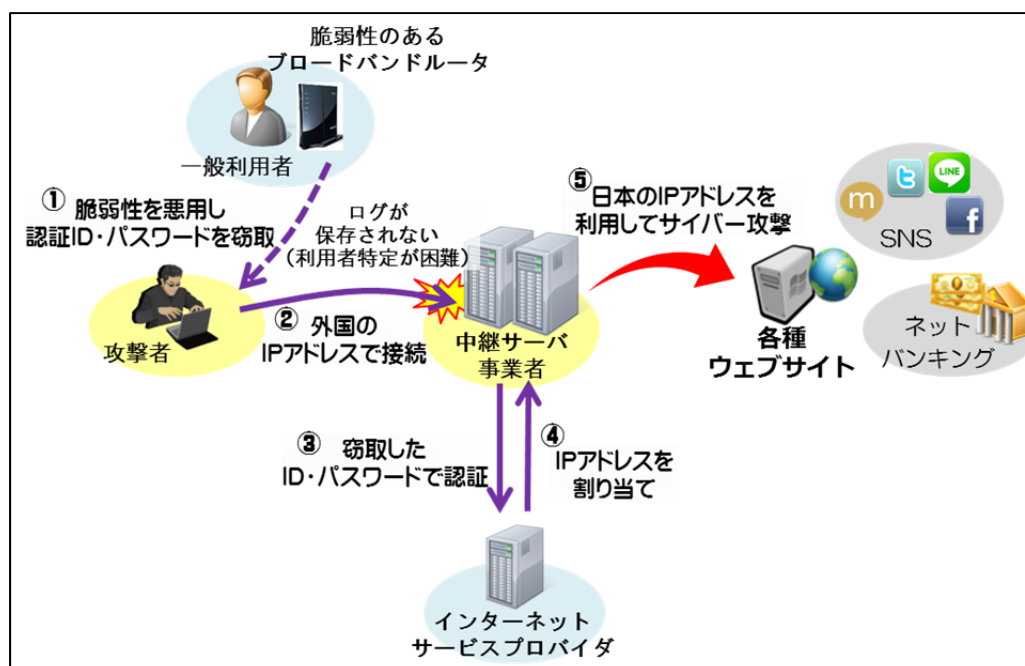 脆弱性のある
ブロードバンドルータ
一般利用者
① 脆弱性を悪用し
認証ID・パスワードを窃取
ログが
保存されない
（利用者特定が困難）
攻撃者
② 外国の
IPアドレスで接続
中継サーバ
事業者
⑤ 日本のIPアドレスを
利用してサイバー攻撃
m
t
LINE
f
SNS
各種
ウェブサイト
ネット
バンキング
③ 窃取した
ID・パスワードで認証
④
IPアドレスを
割り当て
インターネット
サービスプロバイダ